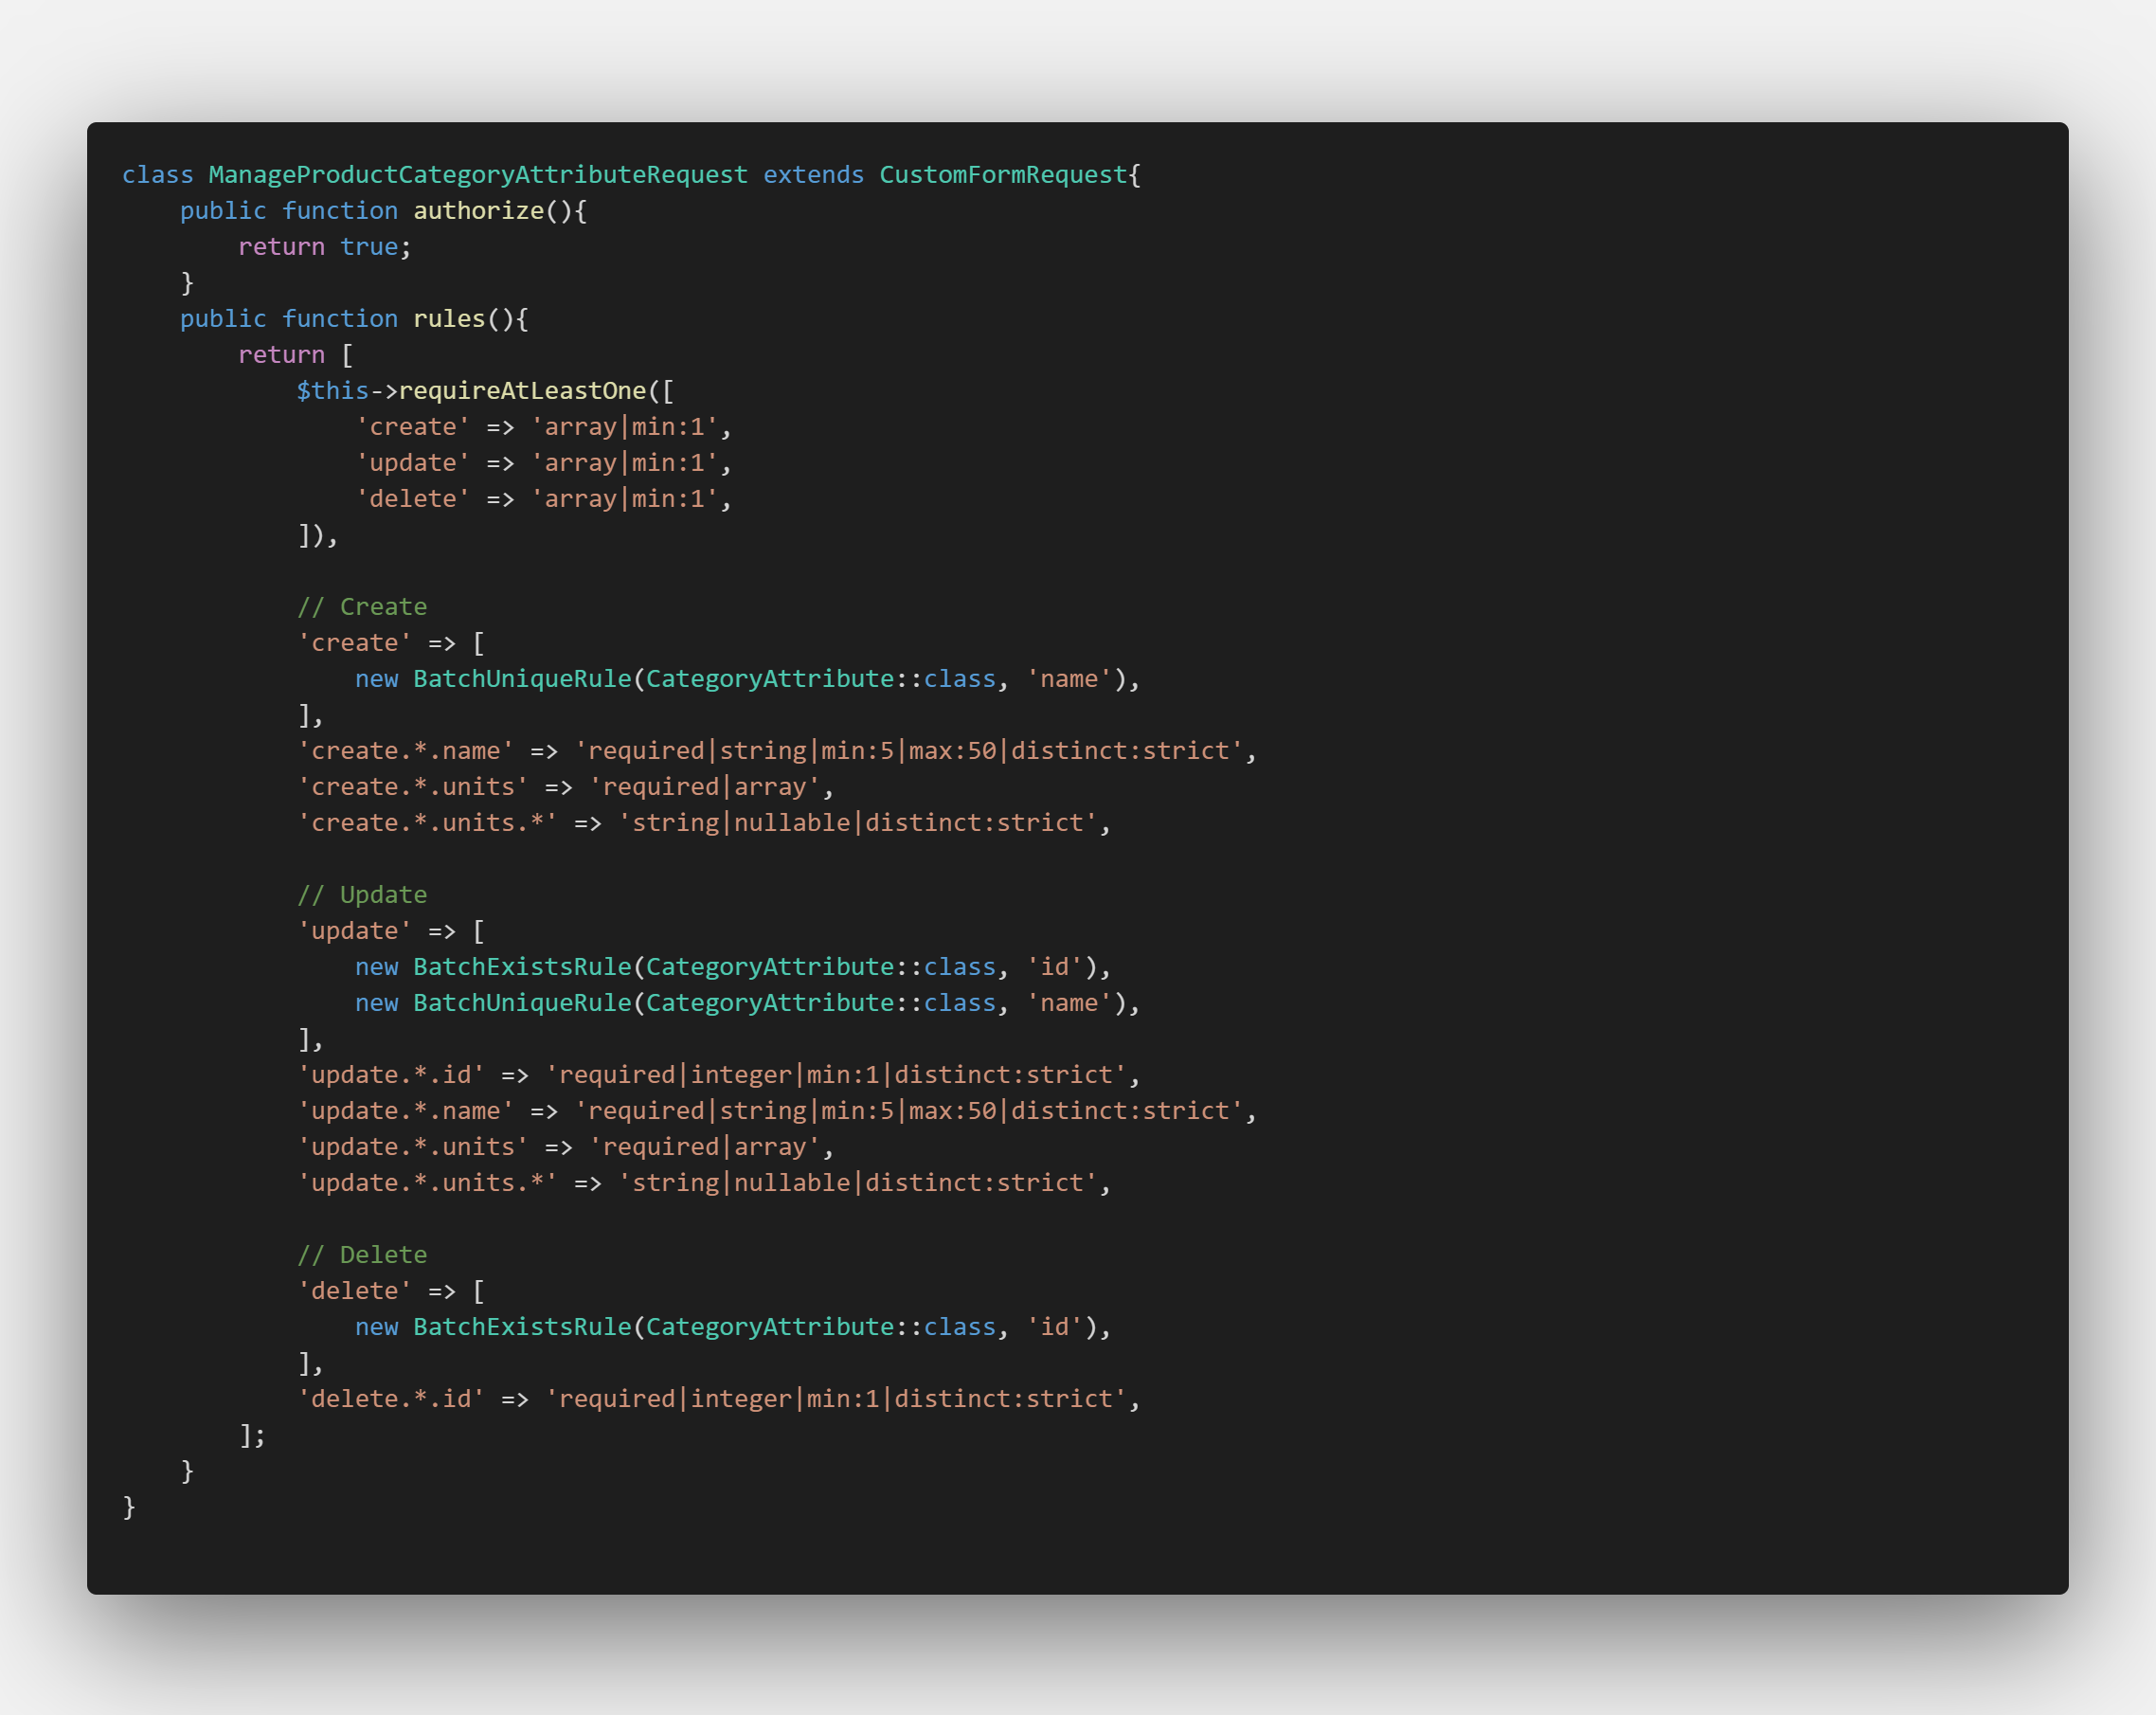 class ManageProductCategoryAttributeRequest extends CustomFormRequest{
    public function authorize(){
        return true;
    }
    public function rules(){
        return [
            $this->requireAtLeastOne([
                'create' => 'array|min:1',
                'update' => 'array|min:1',
                'delete' => 'array|min:1',
            ]),

            // Create
            'create' => [
                new BatchUniqueRule(CategoryAttribute::class, 'name'),
            ],
            'create.*.name' => 'required|string|min:5|max:50|distinct:strict',
            'create.*.units' => 'required|array',
            'create.*.units.*' => 'string|nullable|distinct:strict',

            // Update
            'update' => [
                new BatchExistsRule(CategoryAttribute::class, 'id'),
                new BatchUniqueRule(CategoryAttribute::class, 'name'),
            ],
            'update.*.id' => 'required|integer|min:1|distinct:strict',
            'update.*.name' => 'required|string|min:5|max:50|distinct:strict',
            'update.*.units' => 'required|array',
            'update.*.units.*' => 'string|nullable|distinct:strict',

            // Delete
            'delete' => [
                new BatchExistsRule(CategoryAttribute::class, 'id'),
            ],
            'delete.*.id' => 'required|integer|min:1|distinct:strict',
        ];
    }
}